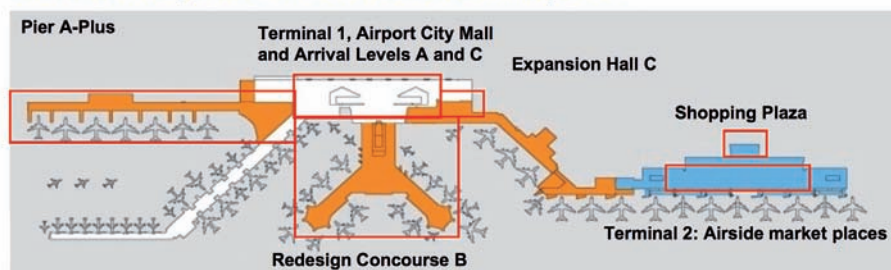 Pier A-Plus
Terminal 1, Airport City Mall
and Arrival Levels A and C
Expansion Hall C
Shopping Plaza
Terminal 2: Airside market places
Redesign Concourse B